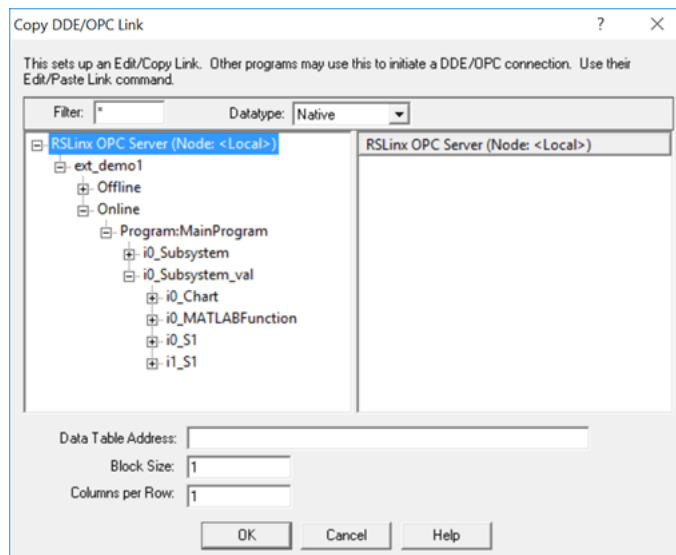 Copy DDE/OPC Link
This sets up an Edit/Copy Link. Other programs may use this to initiate a DDE/OPC connection. Use their
Edit/Paste Link command.
Filter: * Datatype: Native
RSLinx OPC Server (Node: <Local>) RSLinx OPC Server (Node: <Local>)
ext_demo1
Offline
Online
Program:MainProgram
i0_Subsystem
i0_Subsystem_val
i0_Chart
i0_MATLABFunction
i0_S1
i1_S1
Data Table Address:
Block Size: 1
Columns per Row: 1
OK Cancel Help